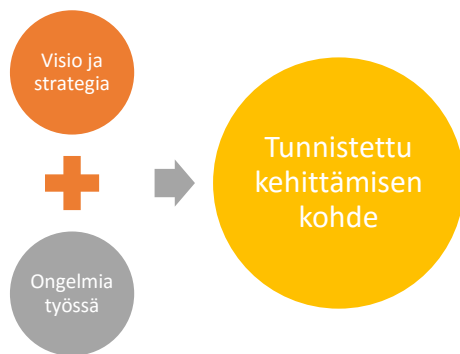 Visio ja
strategia
Ongelmia
työssä
Tunnistettu
kehittämisen
kohde